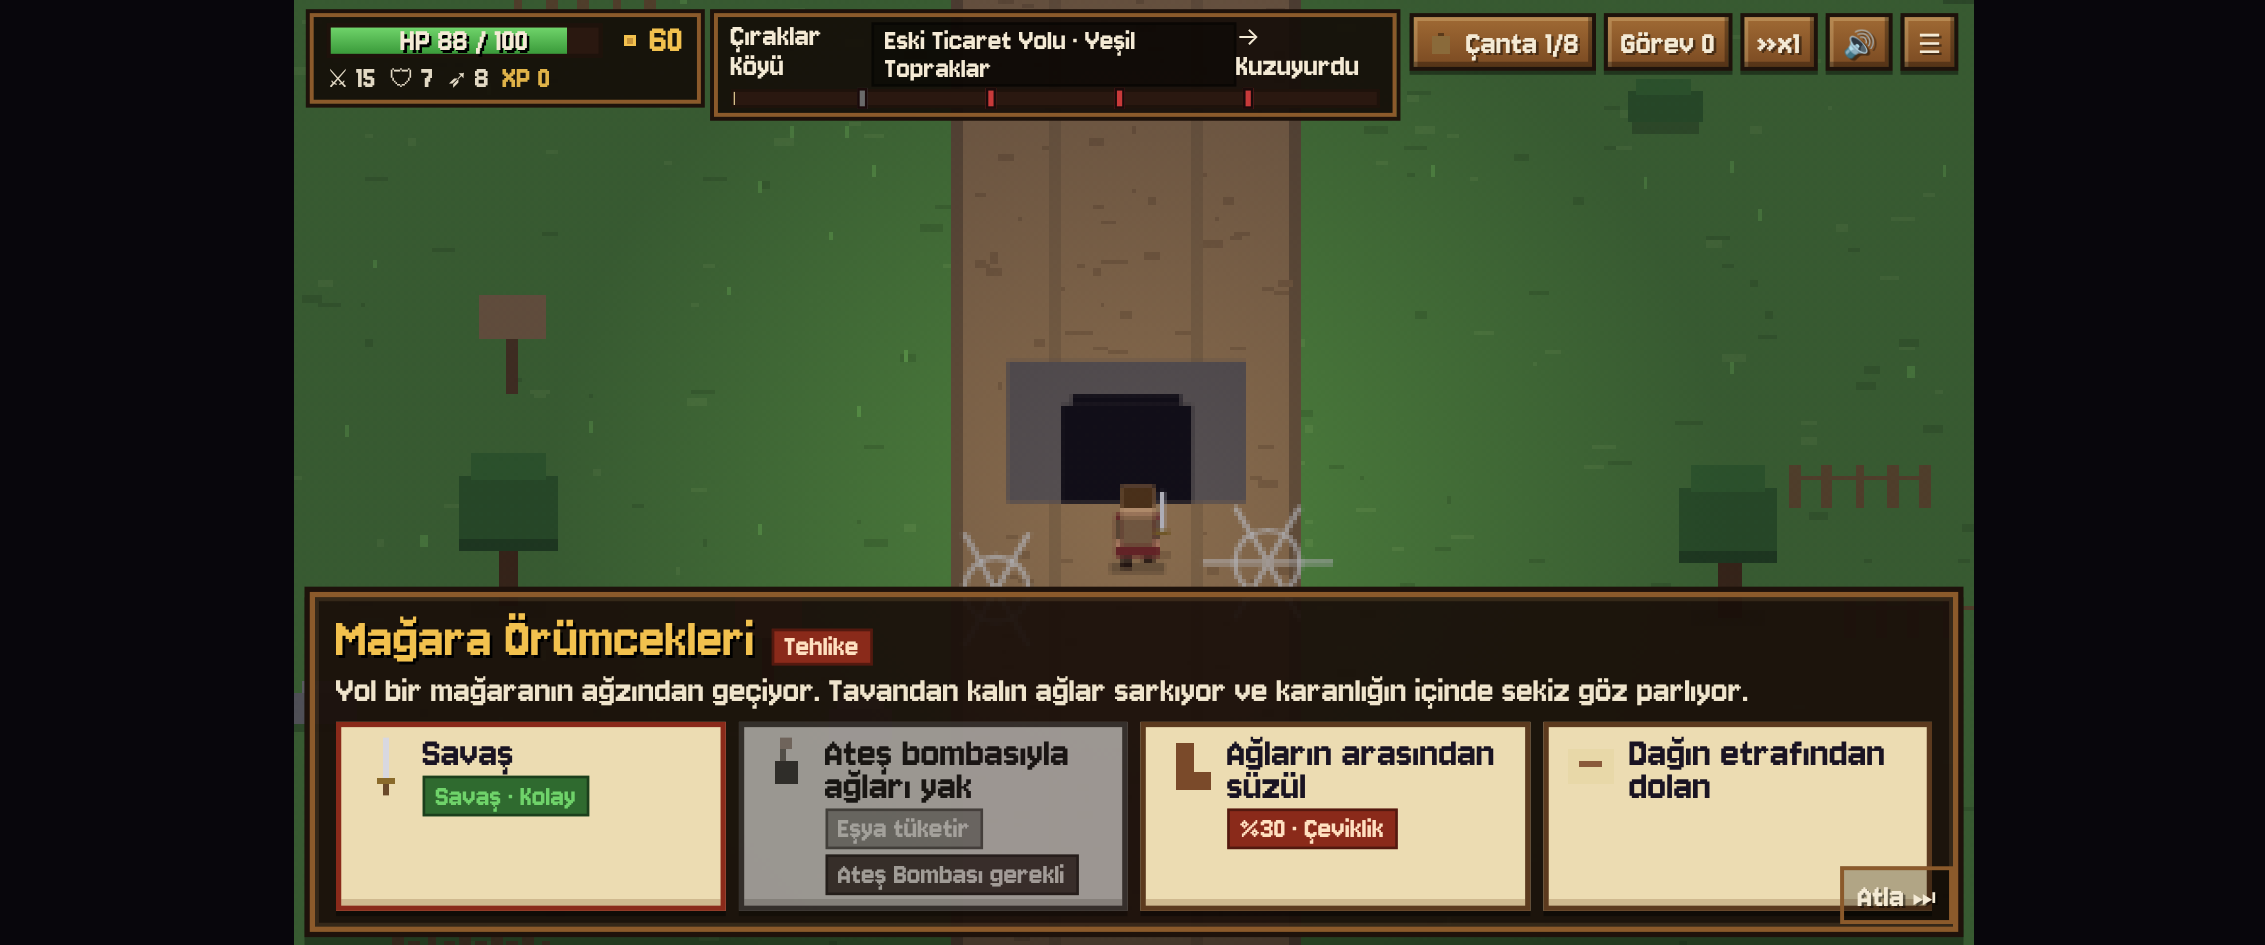 HP 88 / 100
60
15 7 8 XP 0
Çıraklar
Köyü
Eski Ticaret Yolu · Yeşil
Topraklar
→
Kuzuyurdu
Çanta 1/8
Görev 0
»x1
Mağara Örümcekleri
Tehlike
Yol bir mağaranın ağzından geçiyor. Tavandan kalın ağlar sarkıyor ve karanlığın içinde sekiz göz parlıyor.
Savaş
Savaş · Kolay
Ateş bombasıyla
ağları yak
Eşya tüketir
Ateş Bombası gerekli
Ağların arasından
süzül
%30 · Çeviklik
Dağın etrafından
dolan
Atla ⏭